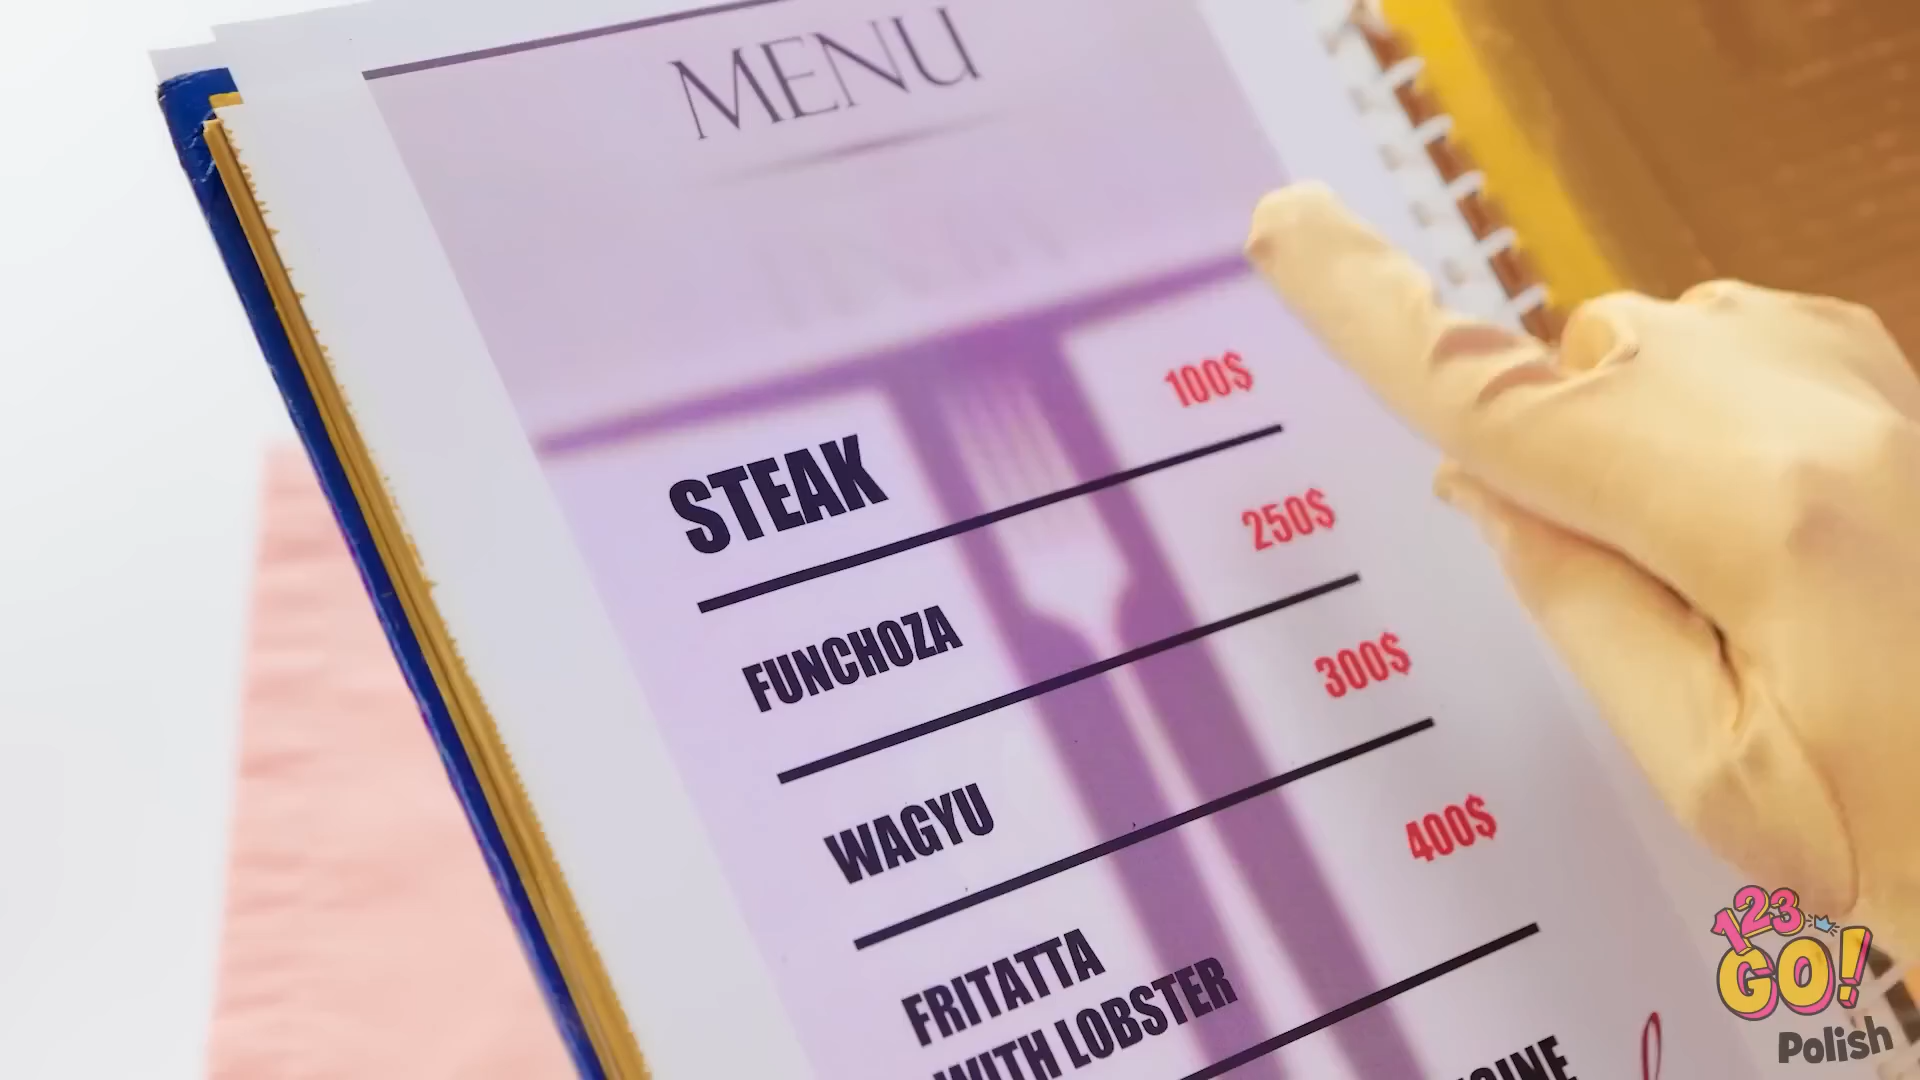 MENU
STEAK 100$
FUNCHOZA 250$
WAGYU 300$
FRITATTA 400$
WITH LOBSTER
123
GO!
Polish